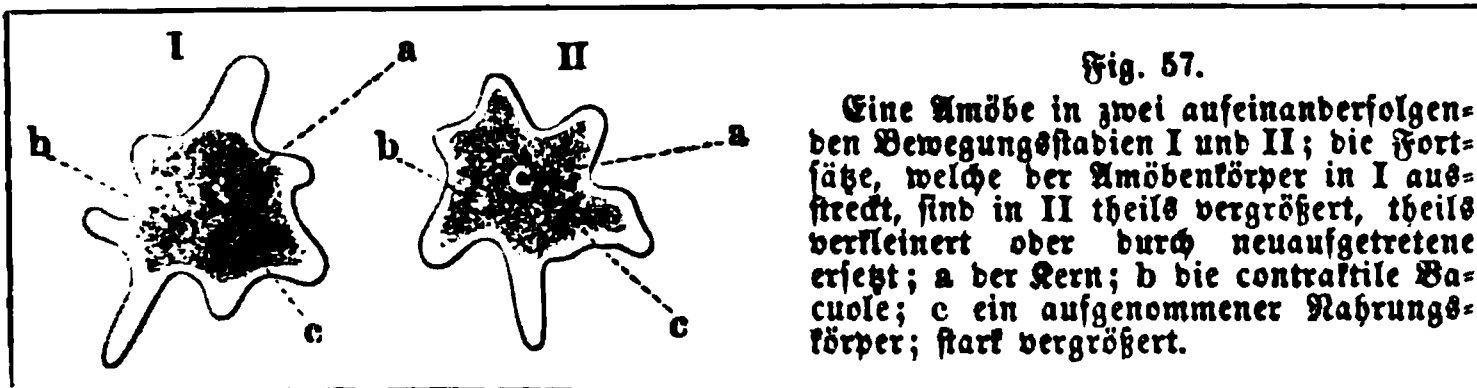 I
a
II
b
b
a
c
c
Fig. 57.
Eine Amöbe in zwei aufeinanderfolgen=
den Bewegungsstadien I und II; die Fort=
sätze, welche der Amöbenkörper in I aus=
streckt, sind in II theils vergrößert, theils
verkleinert oder durch neuaufgetretene
ersetzt; a der Kern; b die contraktile Va=
cuole; c ein aufgenommener Nahrungs=
körper; stark vergrößert.